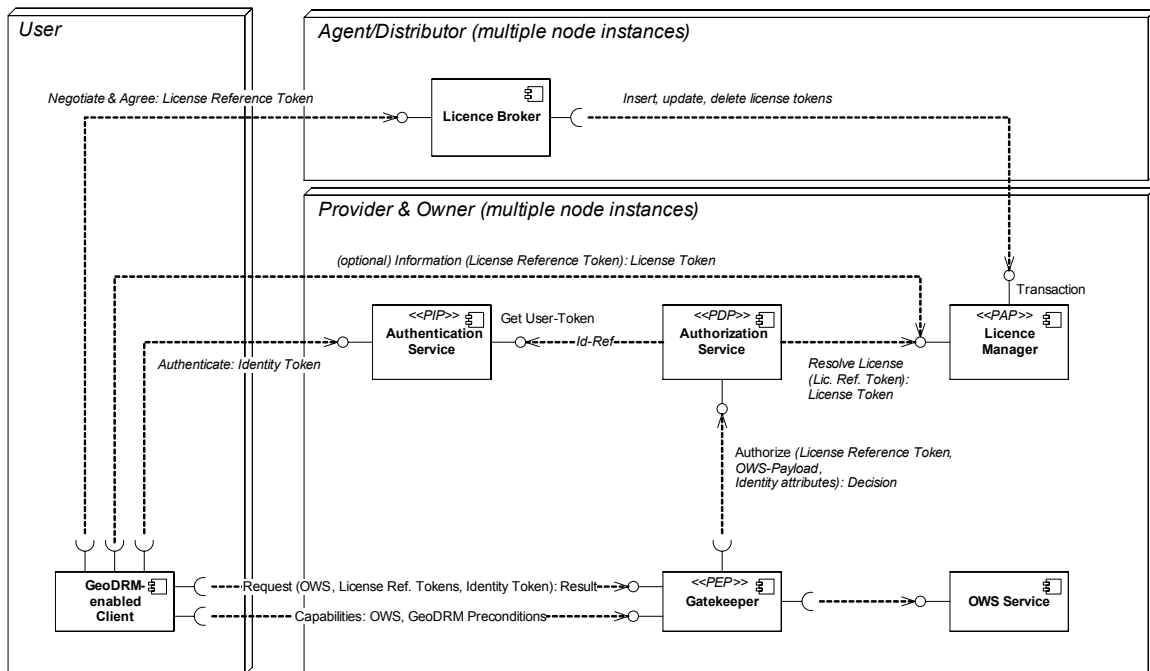 User
Agent/Distributor (multiple node instances)
Negotiate & Agree: License Reference Token
Licence Broker
Insert, update, delete license tokens
Provider & Owner (multiple node instances)
(optional) Information (License Reference Token): License Token
Transaction
<<PIP>>
Authentication
Service
Get User-Token
Id-Ref
<<PDP>>
Authorization
Service
<<PAP>>
Licence
Manager
Authenticate: Identity Token
Resolve License
(Lic. Ref. Token):
License Token
Authorize (License Reference Token,
OWS-Payload,
Identity attributes): Decision
GeoDRM-
enabled
Client
Request (OWS, License Ref. Tokens, Identity Token): Result
Capabilities: OWS, GeoDRM Preconditions
<<PEP>>
Gatekeeper
OWS Service